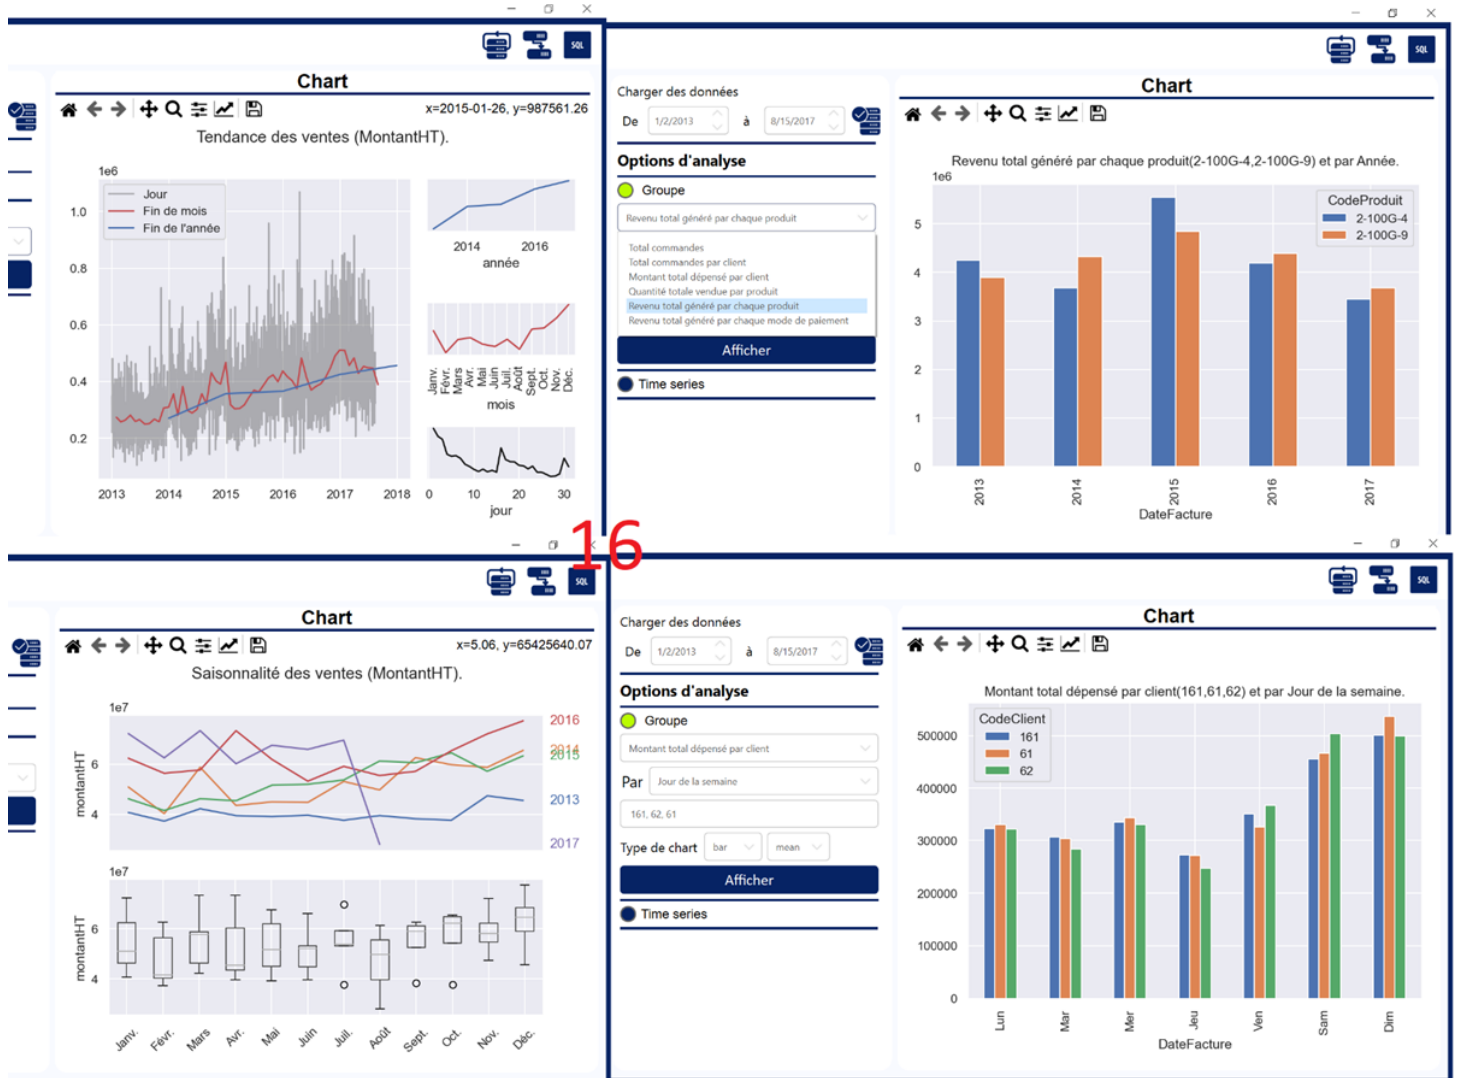 SQL
Chart
x=2015-01-26, y=987561.26
Tendance des ventes (MontantHT).
1e6
Jour
Fin de mois
Fin de l'année
1.0
0.8
0.6
0.4
0.2
2013 2014 2015 2016 2017 2018
2014 2016
année
Janv. Févr. Mars Avr. Mai Juin Juil. Août Sept. Oct. Nov. Déc.
mois
0 10 20 30
jour
SQL
Charger des données
De 1/2/2013 à 8/15/2017
Options d'analyse
Groupe
Revenu total généré par chaque produit
Total commandes
Total commandes par client
Montant total dépensé par client
Quantité totale vendue par produit
Revenu total généré par chaque produit
Revenu total généré par chaque mode de paiement
Afficher
Time series
Chart
Revenu total généré par chaque produit(2-100G-4,2-100G-9) et par Année.
1e6
CodeProduit
2-100G-4
2-100G-9
5
4
3
2
1
0
2013 2014 2015 2016 2017
DateFacture
16
SQL
Chart
x=5.06, y=65425640.07
Saisonnalité des ventes (MontantHT).
1e7
montantHT
6
4
2016
2014
2015
2013
2017
1e7
montantHT
6
4
Janv. Févr. Mars Avr. Mai Juin Juil. Août Sept. Oct. Nov. Déc.
SQL
Charger des données
De 1/2/2013 à 8/15/2017
Options d'analyse
Groupe
Montant total dépensé par client
Par Jour de la semaine
161, 62, 61
Type de chart bar mean
Afficher
Time series
Chart
Montant total dépensé par client(161,61,62) et par Jour de la semaine.
CodeClient
161
61
62
500000
400000
300000
200000
100000
0
Lun Mar Mer Jeu Ven Sam Dim
DateFacture